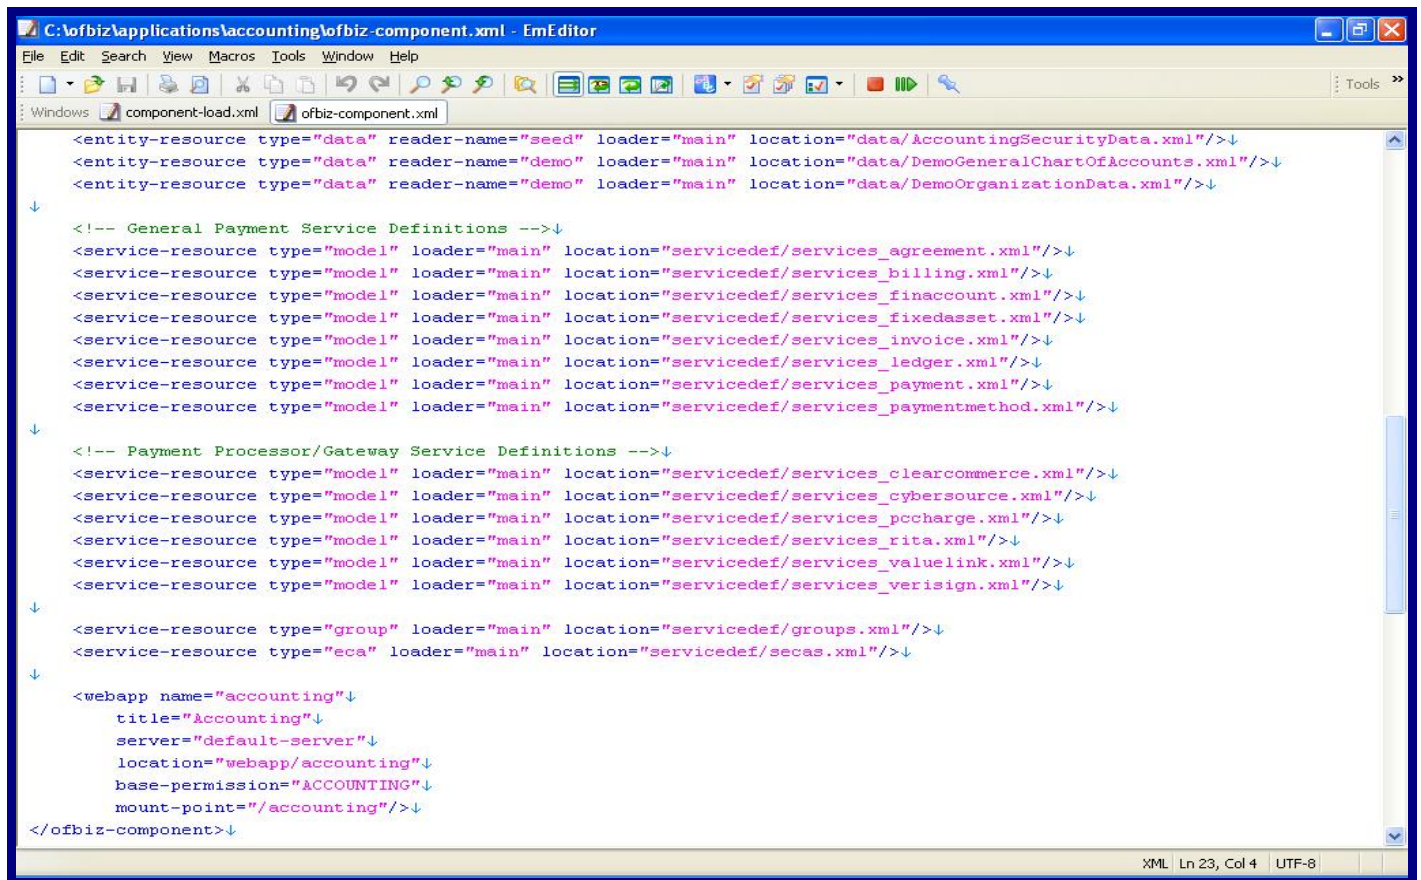 C:\ofbiz\applications\accounting\ofbiz-component.xml - EmEditor
File Edit Search View Macros Tools Window Help
Tools »
Windows component-load.xml ofbiz-component.xml
<entity-resource type="data" reader-name="seed" loader="main" location="data/AccountingSecurityData.xml"/>↓
<entity-resource type="data" reader-name="demo" loader="main" location="data/DemoGeneralChartOfAccounts.xml"/>↓
<entity-resource type="data" reader-name="demo" loader="main" location="data/DemoOrganizationData.xml"/>↓
↓
<!-- General Payment Service Definitions -->↓
<service-resource type="model" loader="main" location="servicedef/services_agreement.xml"/>↓
<service-resource type="model" loader="main" location="servicedef/services_billing.xml"/>↓
<service-resource type="model" loader="main" location="servicedef/services_finaccount.xml"/>↓
<service-resource type="model" loader="main" location="servicedef/services_fixedasset.xml"/>↓
<service-resource type="model" loader="main" location="servicedef/services_invoice.xml"/>↓
<service-resource type="model" loader="main" location="servicedef/services_ledger.xml"/>↓
<service-resource type="model" loader="main" location="servicedef/services_payment.xml"/>↓
<service-resource type="model" loader="main" location="servicedef/services_paymentmethod.xml"/>↓
↓
<!-- Payment Processor/Gateway Service Definitions -->↓
<service-resource type="model" loader="main" location="servicedef/services_clearcommerce.xml"/>↓
<service-resource type="model" loader="main" location="servicedef/services_cybersource.xml"/>↓
<service-resource type="model" loader="main" location="servicedef/services_pccharge.xml"/>↓
<service-resource type="model" loader="main" location="servicedef/services_rita.xml"/>↓
<service-resource type="model" loader="main" location="servicedef/services_valuelink.xml"/>↓
<service-resource type="model" loader="main" location="servicedef/services_verisign.xml"/>↓
↓
<service-resource type="group" loader="main" location="servicedef/groups.xml"/>↓
<service-resource type="eca" loader="main" location="servicedef/secas.xml"/>↓
↓
<webapp name="accounting"↓
title="Accounting"↓
server="default-server"↓
location="webapp/accounting"↓
base-permission="ACCOUNTING"↓
mount-point="/accounting"/>↓
</ofbiz-component>↓
XML Ln 23, Col 4 UTF-8